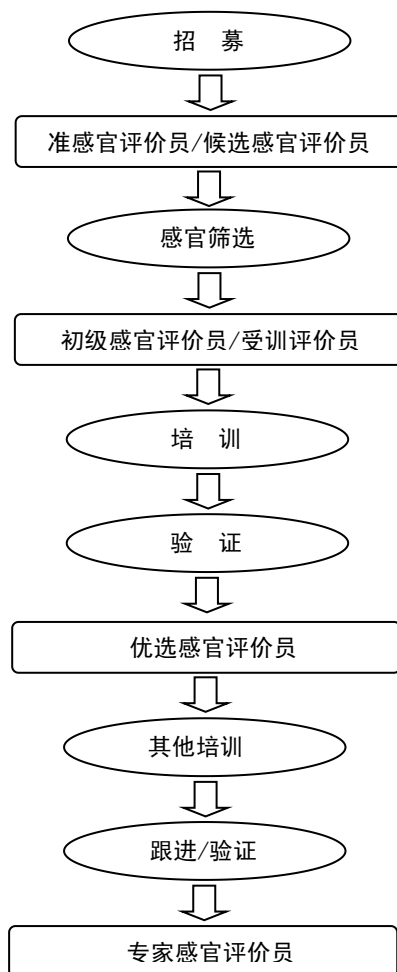 招　募
准感官评价员/候选感官评价员
感官筛选
初级感官评价员/受训评价员
培　训
验　证
优选感官评价员
其他培训
跟进/验证
专家感官评价员